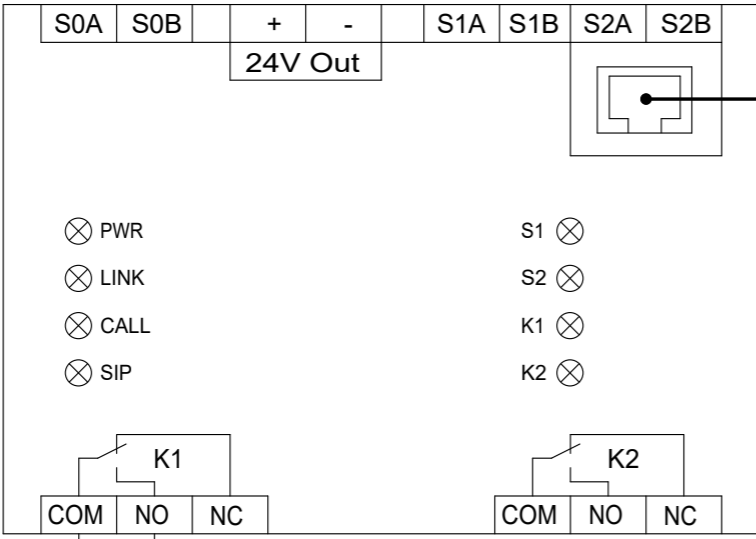 S0A S0B + - S1A S1B S2A S2B
24V Out
PWR S1
LINK S2
CALL K1
SIP K2
K1 K2
COM NO NC COM NO NC